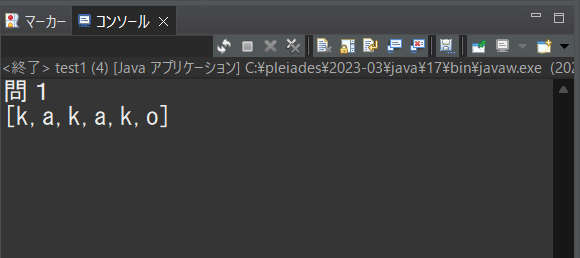 マーカー コンソール
<終了> test1 (4) [Java アプリケーション] C:¥pleiades¥2023-03¥java¥17¥bin¥javaw.exe (202
問１
[k,a,k,a,k,o]